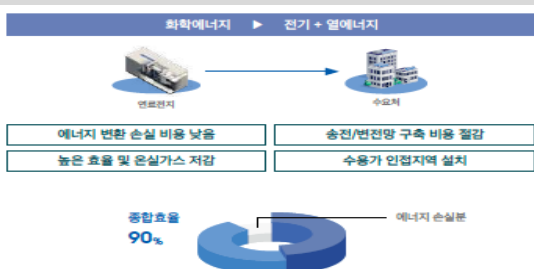 화학에너지 ▶ 전기 + 열에너지
연료전지
수요처
에너지 변환 손실 비용 낮음
송전/변전망 구축 비용 절감
높은 효율 및 온실가스 저감
수용가 인접지역 설치
종합효율
90%
에너지 손실분